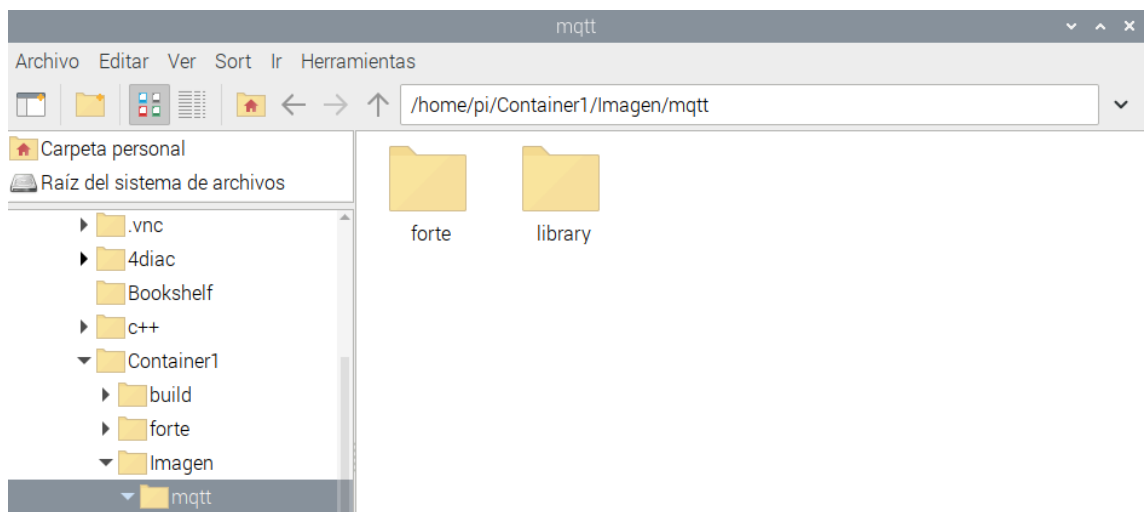 mqtt
Archivo Editar Ver Sort Ir Herramientas
/home/pi/Container1/Imagen/mqtt
Carpeta personal
Raíz del sistema de archivos
.vnc
4diac
Bookshelf
c++
Container1
build
forte
Imagen
mqtt
forte library